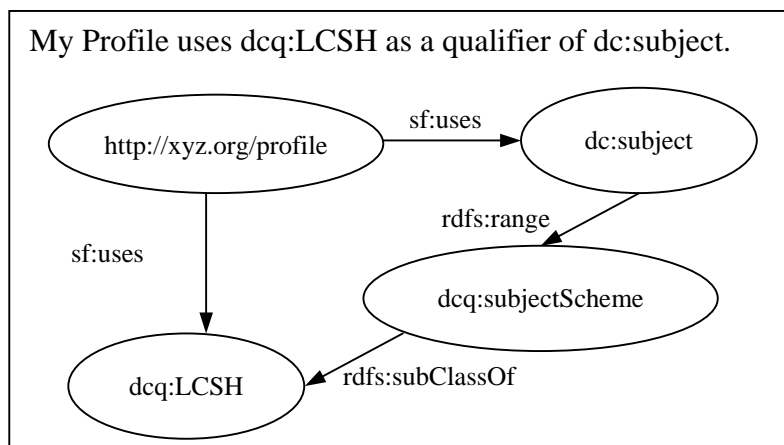 My Profile uses dcq:LCSH as a qualifier of dc:subject.
sf:uses
http://xyz.org/profile
dc:subject
rdfs:range
sf:uses
dcq:subjectScheme
rdfs:subClassOf
dcq:LCSH